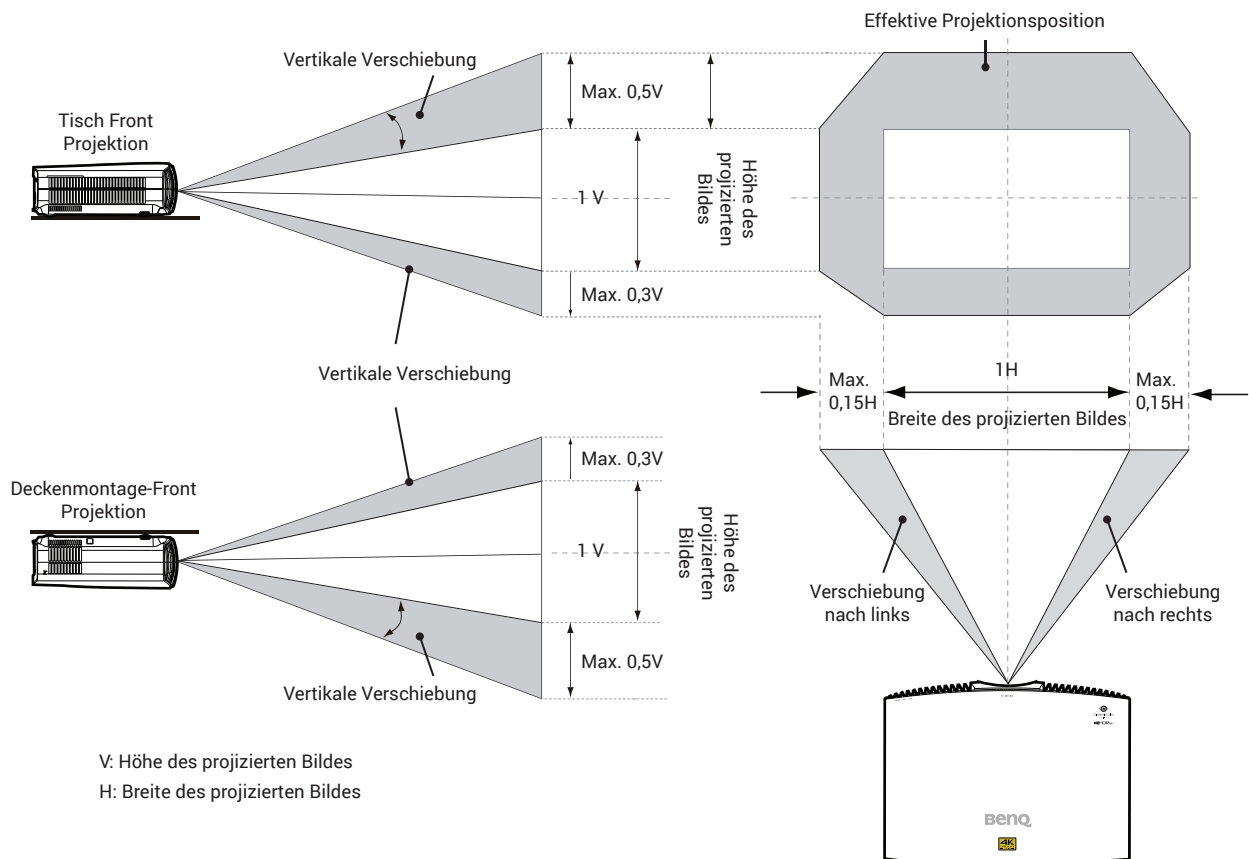 Effektive Projektionsposition
Vertikale Verschiebung
Max. 0,5V
Tisch Front
Projektion
Höhe des
projizierten
Bildes
1 V
Max. 0,3V
Vertikale Verschiebung
1H
Max.
0,15H
Max.
0,15H
Breite des projizierten Bildes
Max. 0,3V
Deckenmontage-Front
Projektion
Höhe des
projizierten
Bildes
1 V
Verschiebung
nach links
Verschiebung
nach rechts
Max. 0,5V
Vertikale Verschiebung
V: Höhe des projizierten Bildes
H: Breite des projizierten Bildes
BenQ
4K